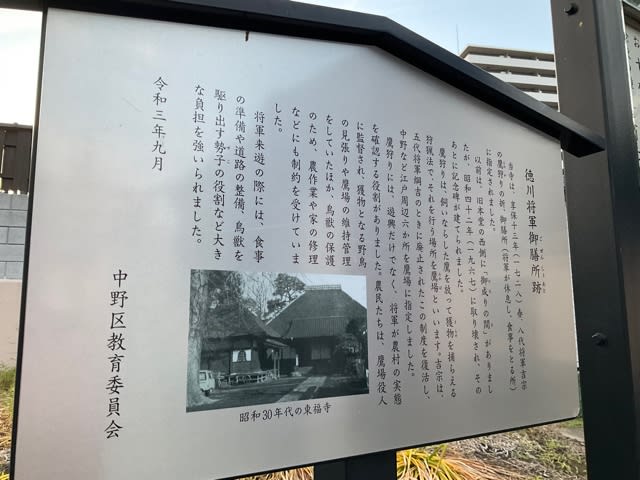 徳川将軍御膳所跡
当寺は、享保十三年(一七二八)春、八代将軍吉宗
の鷹狩りの折、御膳所(将軍が休息し、食事をとる所)
に指定されました。
以前は、旧本堂の西側に「御成りの間」がありまし
たが、昭和四十二年(一九六七)に取り壊され、その
あとに記念碑が建てられました。
鷹狩りは、飼いならした鷹を放って獲物を捕らえる
狩猟法で、それを行う場所を鷹場といいます。吉宗は、
五代将軍綱吉のときに廃止されたこの制度を復活し、
中野など江戸周辺六か所を鷹場に指定しました。
鷹狩りには、遊興だけでなく、将軍が農村の実態
を確認する役割がありました。農民たちは、鷹場役人
に監督され、獲物となる野鳥
の見張りや鷹場の維持管理
をしていたほか、鳥獣の保護
のため、農作業や家の修理
などにも制約を受けていま
した。
将軍来遊の際には、食事
の準備や道路の整備、鳥獣を
駆り出す勢子の役割など大き
な負担を強いられました。
令和三年九月
中野区教育委員会
昭和30年代の東福寺